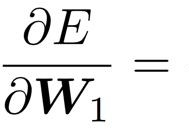 ∂E/∂W₁ =